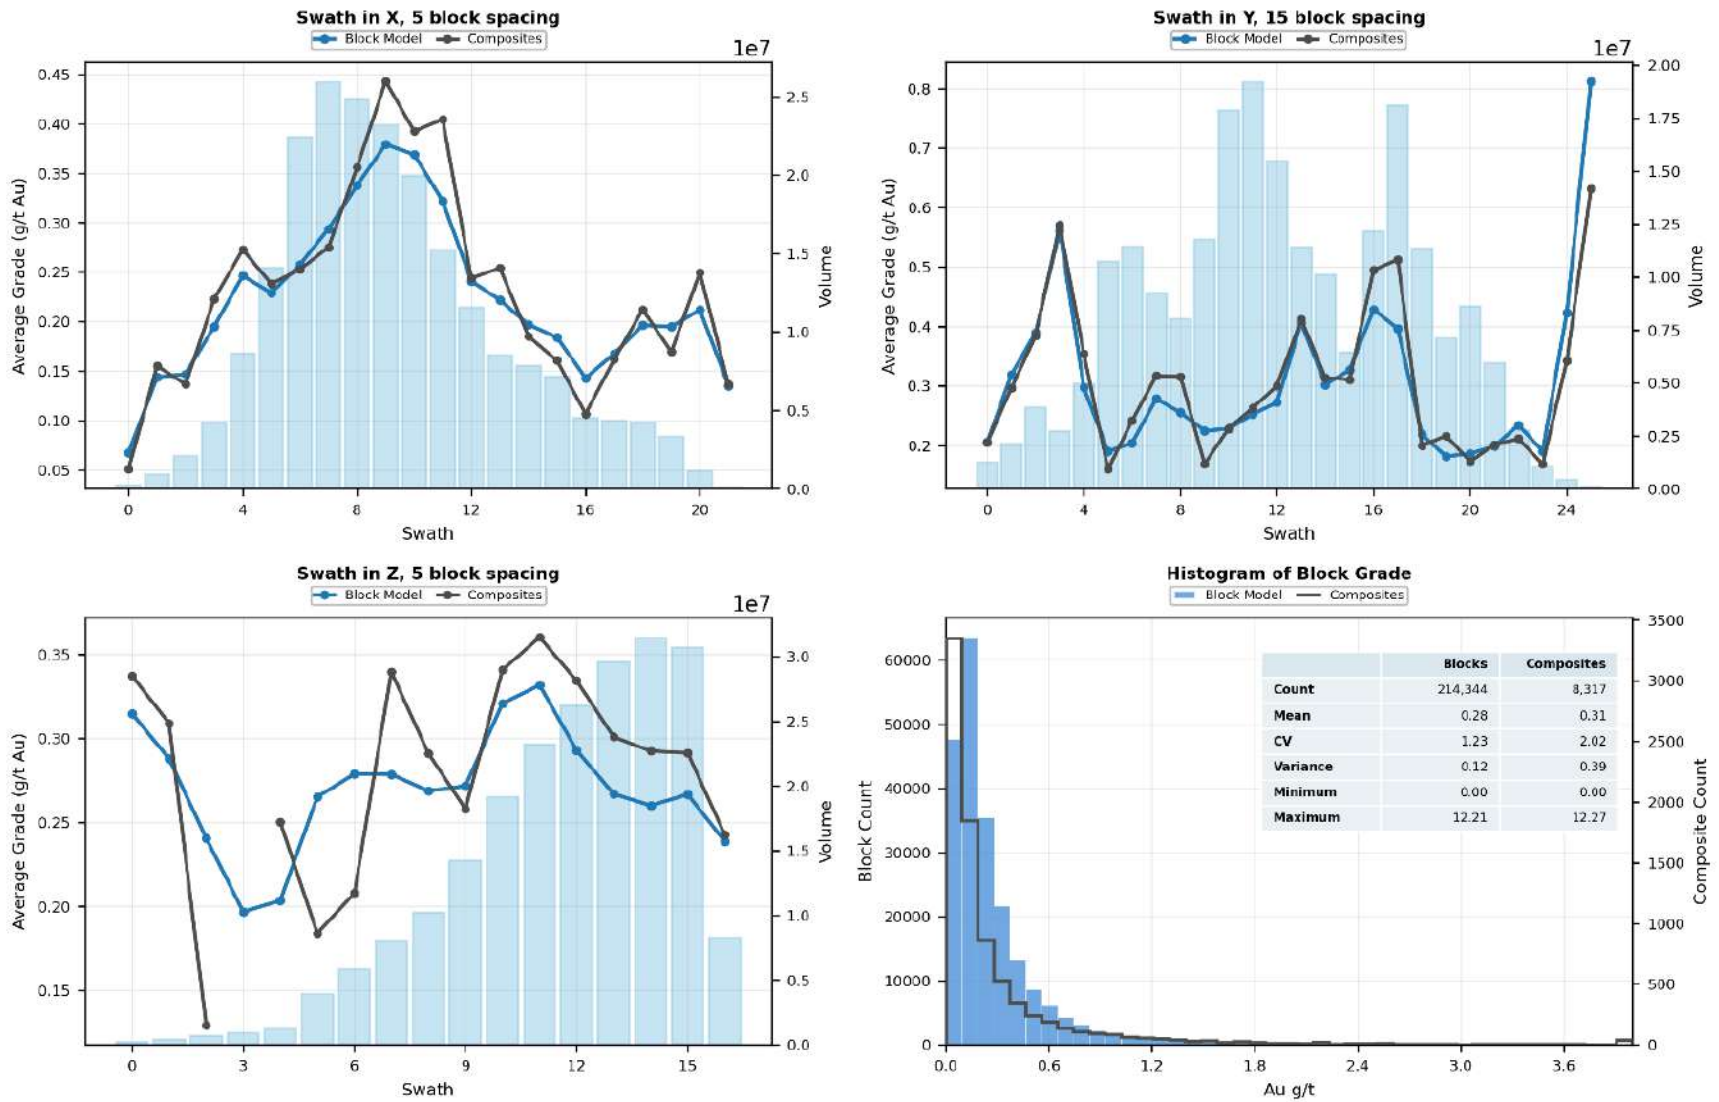 Swath in X, 5 block spacing
Block Model Composites
1e7
0.45
0.40
0.35
0.30
0.25
0.20
0.15
0.10
0.05
Average Grade (g/t Au)
2.5
2.0
1.5
1.0
0.5
0.0
Volume
0 4 8 12 16 20
Swath
Swath in Y, 15 block spacing
Block Model Composites
1e7
0.8
0.7
0.6
0.5
0.4
0.3
0.2
Average Grade (g/t Au)
2.00
1.75
1.50
1.25
1.00
0.75
0.50
0.25
0.00
Volume
0 4 8 12 16 20 24
Swath
Swath in Z, 5 block spacing
Block Model Composites
1e7
0.35
0.30
0.25
0.20
0.15
Average Grade (g/t Au)
3.0
2.5
2.0
1.5
1.0
0.5
0.0
Volume
0 3 6 9 12 15
Swath
Histogram of Block Grade
Block Model Composites
60000
50000
40000
30000
20000
10000
0
Block Count
Blocks Composites
Count 214,344 8,317
Mean 0.28 0.31
CV 1.23 2.02
Variance 0.12 0.39
Minimum 0.00 0.00
Maximum 12.21 12.27
3500
3000
2500
2000
1500
1000
500
0
Composite Count
0.0 0.6 1.2 1.8 2.4 3.0 3.6
Au g/t